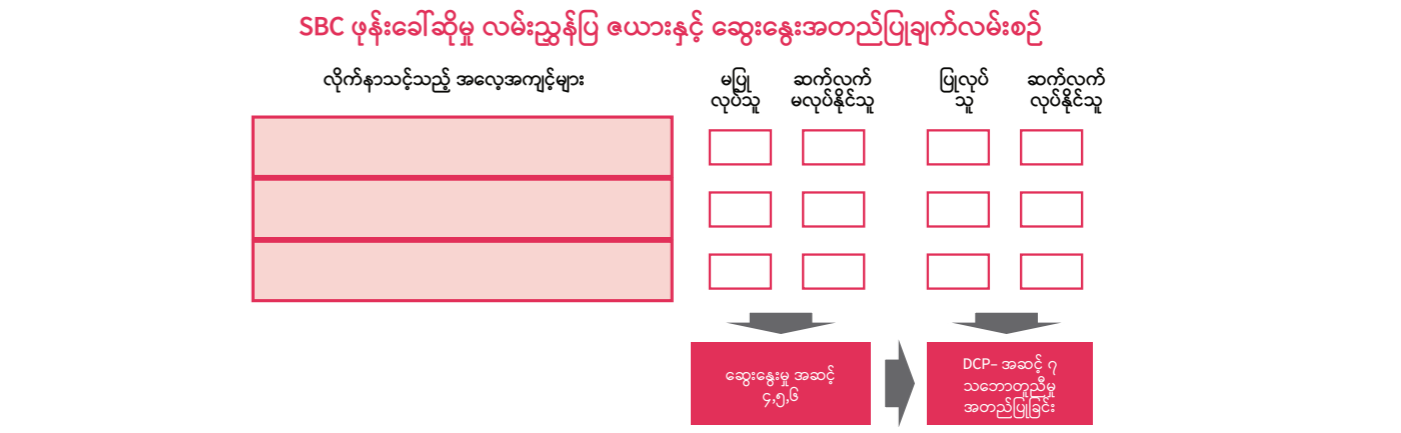 SBC ဖုန်းခေါ်ဆိုမှု လမ်းညွှန်ပြ ဇယားနှင့် ဆွေးနွေးအတည်ပြုချက်လမ်းစဉ်
လိုက်နာသင့်သည့် အလေ့အကျင့်များ
မပြု
လုပ်သူ
ဆက်လက်
မလုပ်နိုင်သူ
ပြုလုပ်
သူ
ဆက်လက်
လုပ်နိုင်သူ
ဆွေးနွေးမှု အဆင့်
၄,၅,၆
DCP– အဆင့် ၇
သဘောတူညီမှု
အတည်ပြုခြင်း